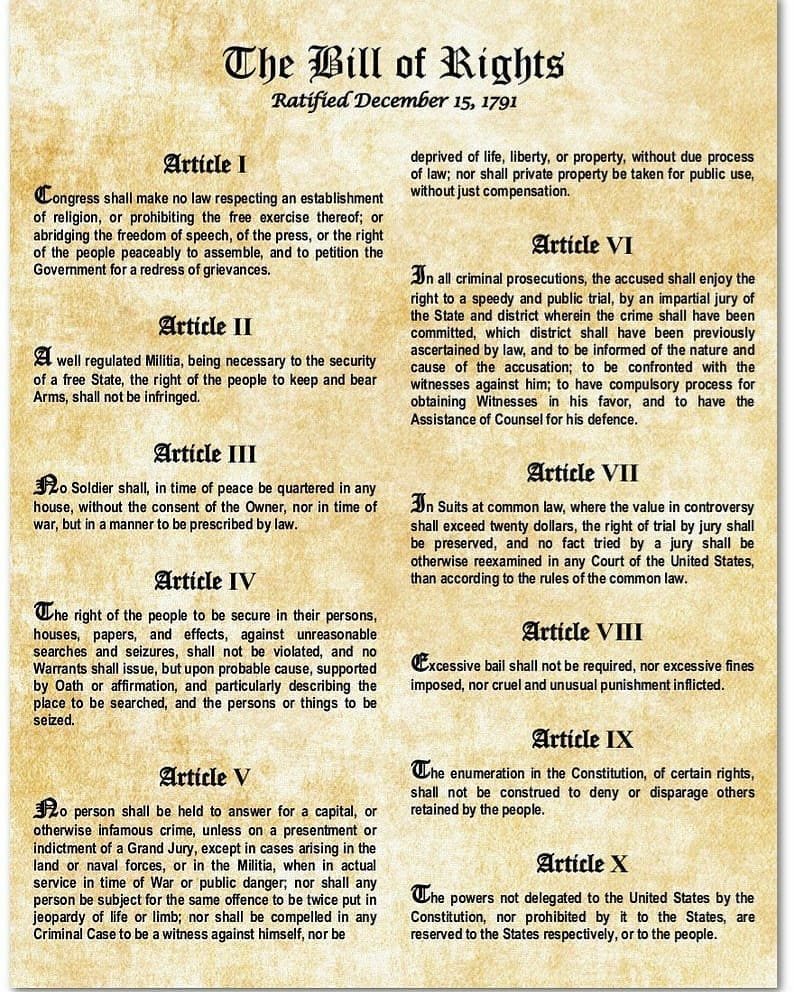 The Bill of Rights
Ratified December 15, 1791
Article I
Congress shall make no law respecting an establishment
of religion, or prohibiting the free exercise thereof; or
abridging the freedom of speech, of the press, or the right
of the people peaceably to assemble, and to petition the
Government for a redress of grievances.
Article II
A well regulated Militia, being necessary to the security
of a free State, the right of the people to keep and bear
Arms, shall not be infringed.
Article III
No Soldier shall, in time of peace be quartered in any
house, without the consent of the Owner, nor in time of
war, but in a manner to be prescribed by law.
Article IV
The right of the people to be secure in their persons,
houses, papers, and effects, against unreasonable
searches and seizures, shall not be violated, and no
Warrants shall issue, but upon probable cause, supported
by Oath or affirmation, and particularly describing the
place to be searched, and the persons or things to be
seized.
Article V
No person shall be held to answer for a capital, or
otherwise infamous crime, unless on a presentment or
indictment of a Grand Jury, except in cases arising in the
land or naval forces, or in the Militia, when in actual
service in time of War or public danger; nor shall any
person be subject for the same offence to be twice put in
jeopardy of life or limb; nor shall be compelled in any
Criminal Case to be a witness against himself, nor be
deprived of life, liberty, or property, without due process
of law; nor shall private property be taken for public use,
without just compensation.
Article VI
In all criminal prosecutions, the accused shall enjoy the
right to a speedy and public trial, by an impartial jury of
the State and district wherein the crime shall have been
committed, which district shall have been previously
ascertained by law, and to be informed of the nature and
cause of the accusation; to be confronted with the
witnesses against him; to have compulsory process for
obtaining Witnesses in his favor, and to have the
Assistance of Counsel for his defence.
Article VII
In Suits at common law, where the value in controversy
shall exceed twenty dollars, the right of trial by jury shall
be preserved, and no fact tried by a jury shall be
otherwise reexamined in any Court of the United States,
than according to the rules of the common law.
Article VIII
Excessive bail shall not be required, nor excessive fines
imposed, nor cruel and unusual punishment inflicted.
Article IX
The enumeration in the Constitution, of certain rights,
shall not be construed to deny or disparage others
retained by the people.
Article X
The powers not delegated to the United States by the
Constitution, nor prohibited by it to the States, are
reserved to the States respectively, or to the people.